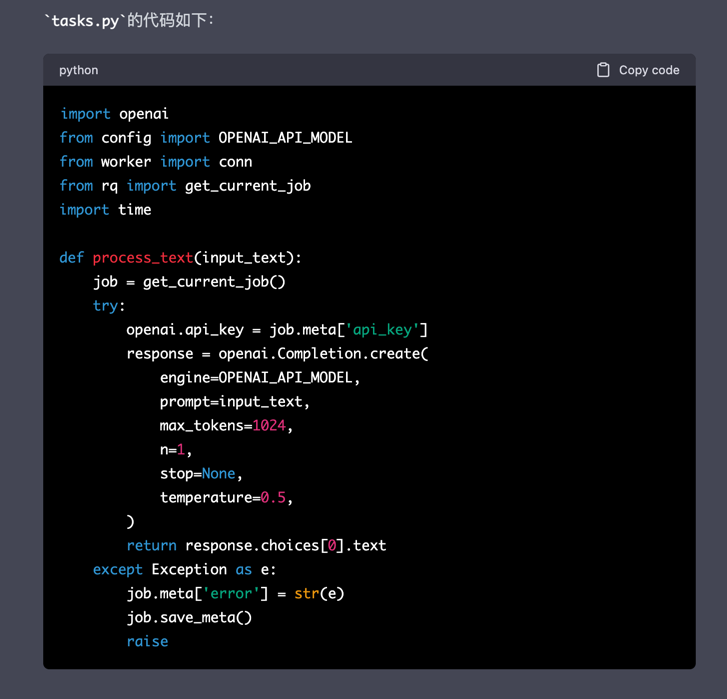 `tasks.py`的代码如下：
python
Copy code
import openai
from config import OPENAI_API_MODEL
from worker import conn
from rq import get_current_job
import time
def process_text(input_text):
    job = get_current_job()
    try:
        openai.api_key = job.meta['api_key']
        response = openai.Completion.create(
            engine=OPENAI_API_MODEL,
            prompt=input_text,
            max_tokens=1024,
            n=1,
            stop=None,
            temperature=0.5,
        )
        return response.choices[0].text
    except Exception as e:
        job.meta['error'] = str(e)
        job.save_meta()
        raise